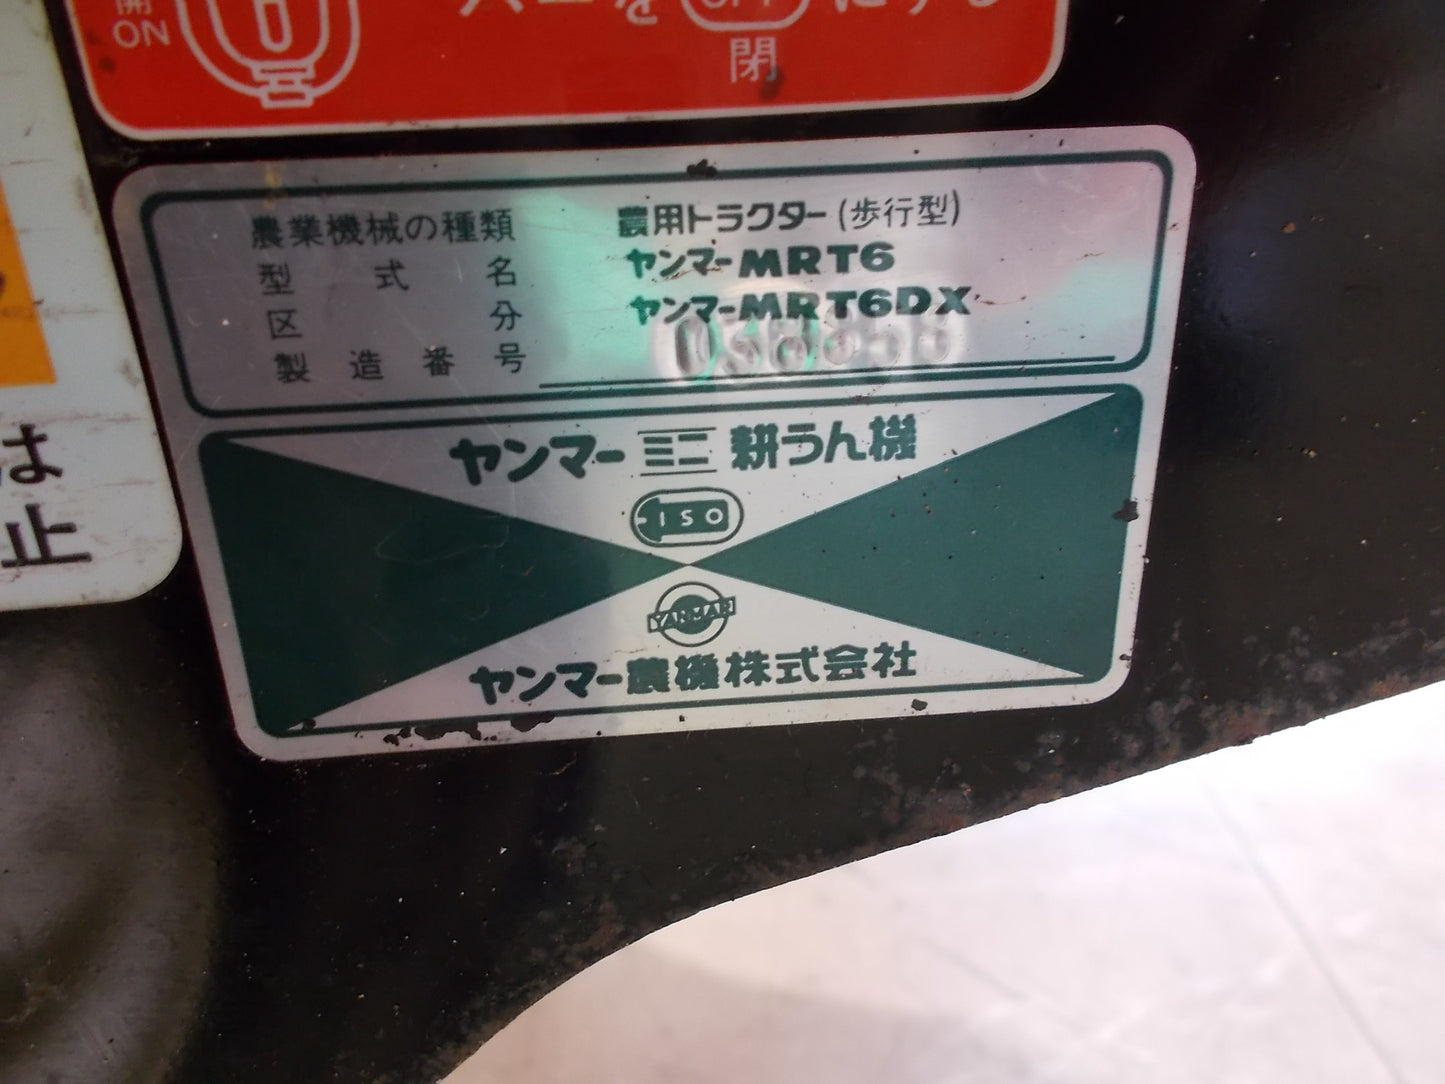 開
ON
閉
農業機械の種類 農用トラクター(歩行型)
型式名 ヤンマーMRT6
区分 ヤンマーMRT6DX
製造番号
ヤンマーミニ耕うん機
ISO
YANMAR
ヤンマー農機株式会社
は
止